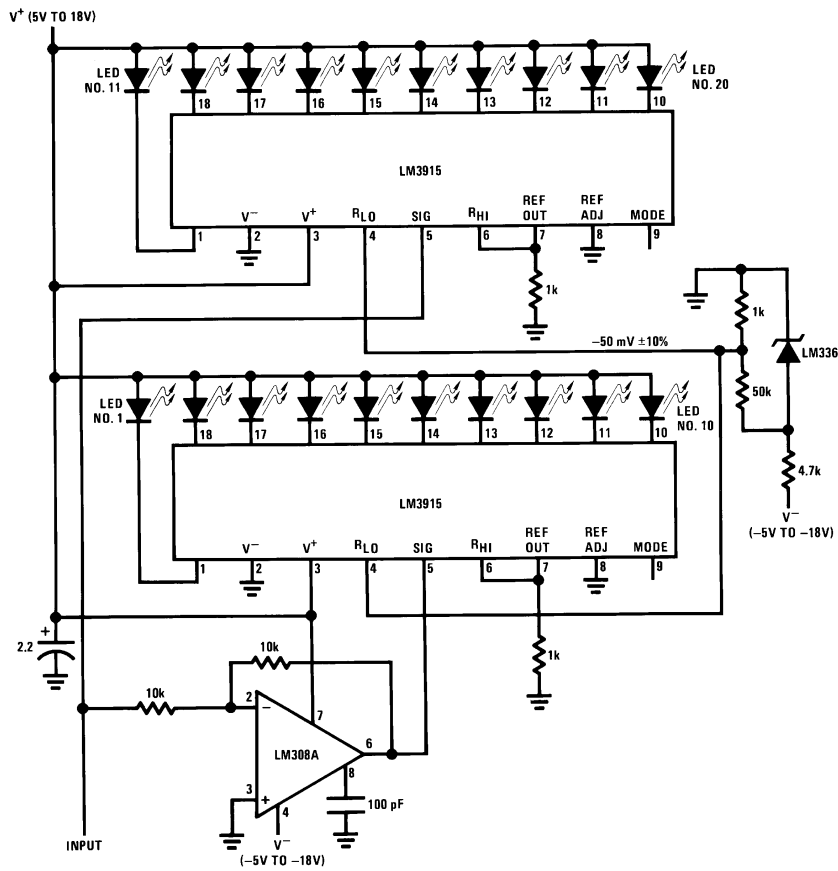 V+ (5V TO 18V)
LED
NO. 11
LED
NO. 20
18 17 16 15 14 13 12 11 10
LM3915
V− V+ RLO SIG RHI REF OUT REF ADJ MODE
1 2 3 4 5 6 7 8 9
1k
1k
−50 mV ±10%
LM336
50k
LED
NO. 1
LED
NO. 10
18 17 16 15 14 13 12 11 10
4.7k
V−
(−5V TO −18V)
LM3915
V− V+ RLO SIG RHI REF OUT REF ADJ MODE
1 2 3 4 5 6 7 8 9
+
2.2
10k
1k
10k
2
−
7
LM308A
6
8
3
+
4
100 pF
V−
(−5V TO −18V)
INPUT